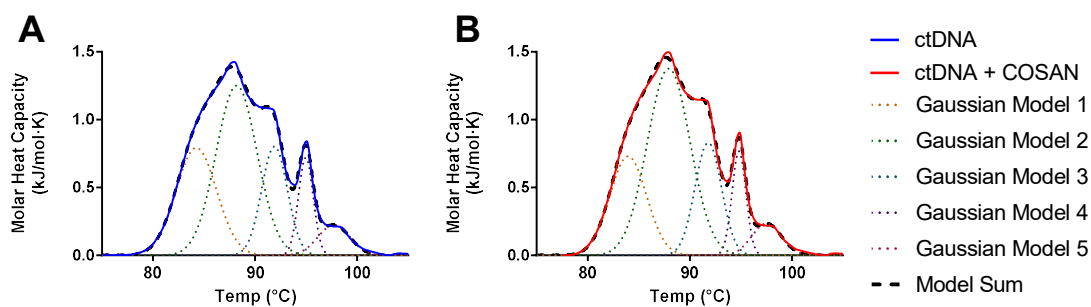 A
Molar Heat Capacity
(kJ/mol·K)
1.5
1.0
0.5
0.0
80
90
100
Temp (°C)
B
Molar Heat Capacity
(kJ/mol·K)
1.5
1.0
0.5
0.0
80
90
100
Temp (°C)
ctDNA
ctDNA + COSAN
Gaussian Model 1
Gaussian Model 2
Gaussian Model 3
Gaussian Model 4
Gaussian Model 5
Model Sum